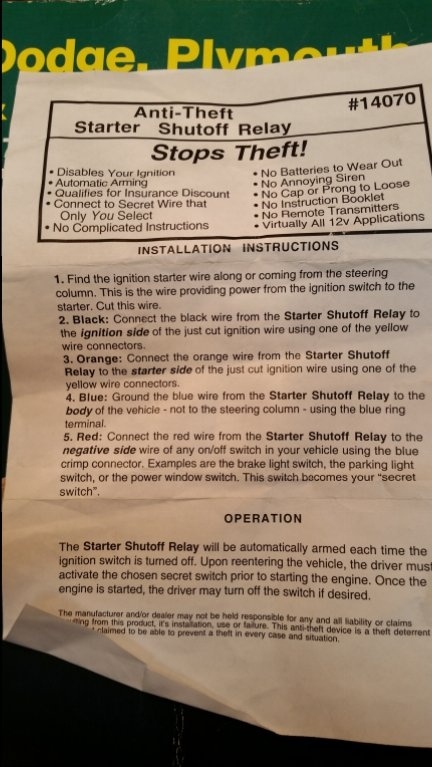 Dodge, Plymouth
Anti-Theft
Starter Shutoff Relay
#14070
Stops Theft!
• Disables Your Ignition
• Automatic Arming
• Qualifies for Insurance Discount
• Connect to Secret Wire that
Only You Select
• No Complicated Instructions
• No Batteries to Wear Out
• No Annoying Siren
• No Cap or Prong to Loose
• No Instruction Booklet
• No Remote Transmitters
• Virtually All 12v Applications
INSTALLATION INSTRUCTIONS
1. Find the ignition starter wire along or coming from the steering
column. This is the wire providing power from the ignition switch to the
starter. Cut this wire.
2. Black: Connect the black wire from the Starter Shutoff Relay to
the ignition side of the just cut ignition wire using one of the yellow
wire connectors.
3. Orange: Connect the orange wire from the Starter Shutoff
Relay to the starter side of the just cut ignition wire using one of the
yellow wire connectors.
4. Blue: Ground the blue wire from the Starter Shutoff Relay to the
body of the vehicle - not to the steering column - using the blue ring
terminal.
5. Red: Connect the red wire from the Starter Shutoff Relay to the
negative side wire of any on/off switch in your vehicle using the blue
crimp connector. Examples are the brake light switch, the parking light
switch, or the power window switch. This switch becomes your "secret
switch".
OPERATION
The Starter Shutoff Relay will be automatically armed each time the
ignition switch is turned off. Upon reentering the vehicle, the driver must
activate the chosen secret switch prior to starting the engine. Once the
engine is started, the driver may turn off the switch if desired.
The manufacturer and/or dealer may not be held responsible for any and all liability or claims
from this product, it's installation, use or failure. This anti-theft device is a theft deterrent
claimed to be able to prevent a theft in every case and situation.